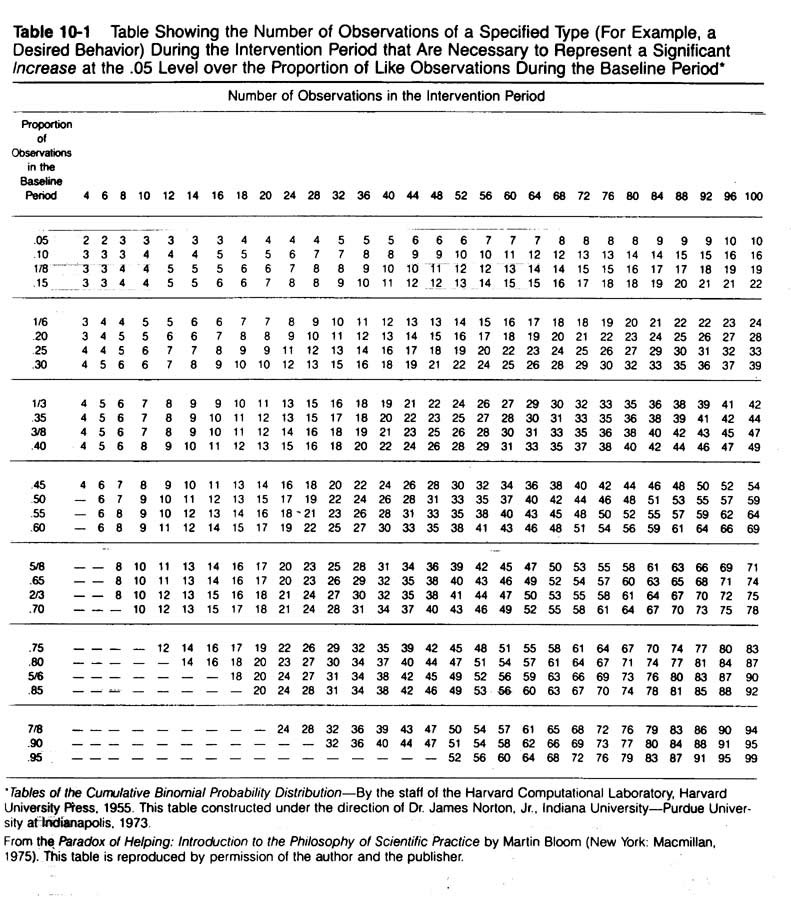 Table 10-1 Table Showing the Number of Observations of a Specified Type (For Example, a
Desired Behavior) During the Intervention Period that Are Necessary to Represent a Significant
Increase at the .05 Level over the Proportion of Like Observations During the Baseline Period*
Number of Observations in the Intervention Period
Proportion
of
Observations
in the
Baseline
Period 4 6 8 10 12 14 16 18 20 24 28 32 36 40 44 48 52 56 60 64 68 72 76 80 84 88 92 96 100
.05 2 2 3 3 3 3 3 4 4 4 4 5 5 5 6 6 6 7 7 7 8 8 8 8 9 9 9 10 10
.10 3 3 3 4 4 4 5 5 5 6 7 7 8 8 9 9 10 10 11 12 12 13 13 14 14 15 15 16 16
1/8 3 3 4 4 5 5 5 6 6 7 8 8 9 10 10 11 12 12 13 14 14 15 15 16 17 17 18 19 19
.15 3 3 4 4 5 5 6 6 7 8 8 9 10 11 12 12 13 14 15 15 16 17 18 18 19 20 21 21 22
1/6 3 4 4 5 5 6 6 7 7 8 9 10 11 12 13 13 14 15 16 17 18 18 19 20 21 22 22 23 24
.20 3 4 5 5 6 6 7 8 8 9 10 11 12 13 14 15 16 17 18 19 20 21 22 23 24 25 26 27 28
.25 4 4 5 6 7 7 8 9 9 11 12 13 14 16 17 18 19 20 22 23 24 25 26 27 29 30 31 32 33
.30 4 5 6 6 7 8 9 10 10 12 13 15 16 18 19 21 22 24 25 26 28 29 30 32 33 35 36 37 39
1/3 4 5 6 7 8 9 9 10 11 13 15 16 18 19 21 22 24 26 27 29 30 32 33 35 36 38 39 41 42
.35 4 5 6 7 8 9 10 11 12 13 15 17 18 20 22 23 25 27 28 30 31 33 35 36 38 39 41 42 44
3/8 4 5 6 7 8 9 10 11 12 14 16 18 19 21 23 25 26 28 30 31 33 35 36 38 40 42 43 45 47
.40 4 5 6 8 9 10 11 12 13 15 16 18 20 22 24 26 28 29 31 33 35 37 38 40 42 44 46 47 49
.45 4 6 7 8 9 10 11 13 14 16 18 20 22 24 26 28 30 32 34 36 38 40 42 44 46 48 50 52 54
.50 — 6 7 9 10 11 12 13 15 17 19 22 24 26 28 31 33 35 37 40 42 44 46 48 51 53 55 57 59
.55 — 6 8 9 10 12 13 14 16 18 21 23 26 28 31 33 35 38 40 43 45 48 50 52 55 57 59 62 64
.60 — 6 8 9 11 12 14 15 17 19 22 25 27 30 33 35 38 41 43 46 48 51 54 56 59 61 64 66 69
5/8 — — 8 10 11 13 14 16 17 20 23 25 28 31 34 36 39 42 45 47 50 53 55 58 61 63 66 69 71
.65 — — 8 10 11 13 14 16 17 20 23 26 29 32 35 38 40 43 46 49 52 54 57 60 63 65 68 71 74
2/3 — — 8 10 12 13 15 16 18 21 24 27 30 32 35 38 41 44 47 50 53 55 58 61 64 67 70 72 75
.70 — — — 10 12 13 15 17 18 21 24 28 31 34 37 40 43 46 49 52 55 58 61 64 67 70 73 75 78
.75 — — — — 12 14 16 17 19 22 26 29 32 35 39 42 45 48 51 55 58 61 64 67 70 74 77 80 83
.80 — — — — — 14 16 18 20 23 27 30 34 37 40 44 47 51 54 57 61 64 67 71 74 77 81 84 87
5/6 — — — — — — — 18 20 24 27 31 34 38 42 45 49 52 56 59 63 66 69 73 76 80 83 87 90
.85 — — — — — — — — 20 24 28 31 34 38 42 46 49 53 56 60 63 67 70 74 78 81 85 88 92
7/8 — — — — — — — — — 24 28 32 36 39 43 47 50 54 57 61 65 68 72 76 79 83 86 90 94
.90 — — — — — — — — — — — 32 36 40 44 47 51 54 58 62 66 69 73 77 80 84 88 91 95
.95 — — — — — — — — — — — — — — — — 52 56 60 64 68 72 76 79 83 87 91 95 99
*Tables of the Cumulative Binomial Probability Distribution—By the staff of the Harvard Computational Laboratory, Harvard
University Press, 1955. This table constructed under the direction of Dr. James Norton, Jr., Indiana University—Purdue Univer-
sity at Indianapolis, 1973.
From the Paradox of Helping: Introduction to the Philosophy of Scientific Practice by Martin Bloom (New York: Macmillan,
1975). This table is reproduced by permission of the author and the publisher.